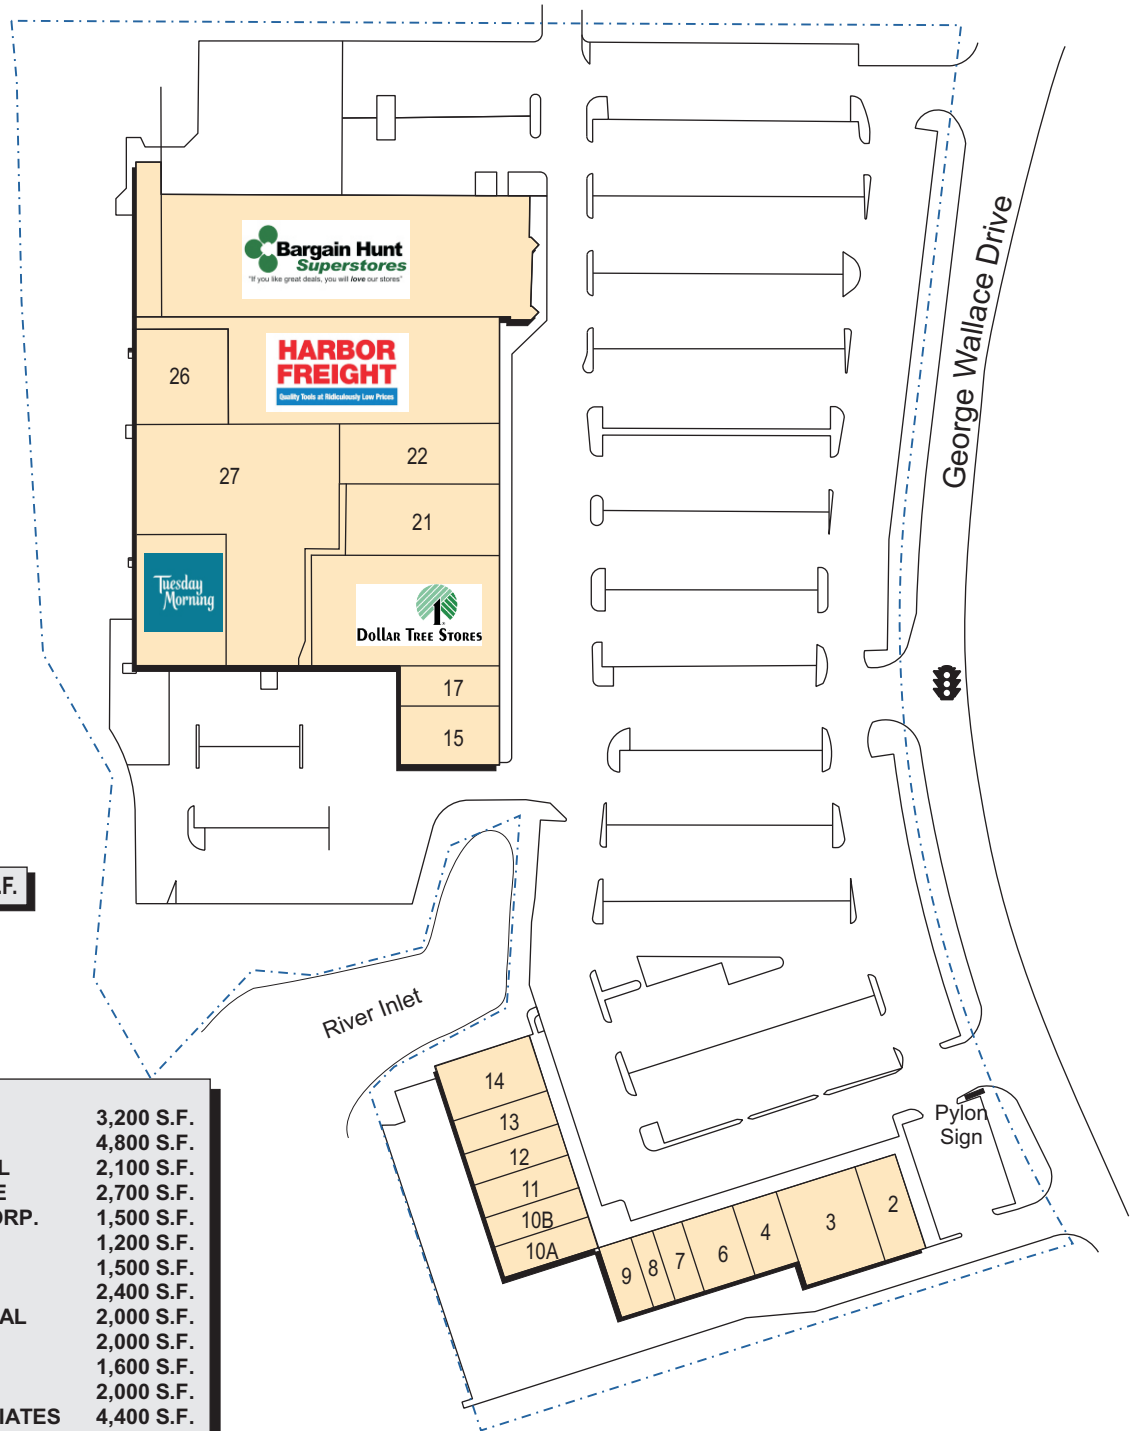 Bargain Hunt
Superstores
"If you like great deals, you will love our stores"
HARBOR
FREIGHT
Quality Tools at Ridiculously Low Prices
26
22
27
21
Tuesday
Morning
1
DOLLAR TREE STORES
17
15
George Wallace Drive
.F.
River Inlet
14
13
12
11
10B
10A
9
8
7
6
4
3
2
Pylon
Sign
3,200 S.F.
4,800 S.F.
L 2,100 S.F.
E 2,700 S.F.
ORP. 1,500 S.F.
1,200 S.F.
1,500 S.F.
2,400 S.F.
AL 2,000 S.F.
2,000 S.F.
1,600 S.F.
2,000 S.F.
IATES 4,400 S.F.